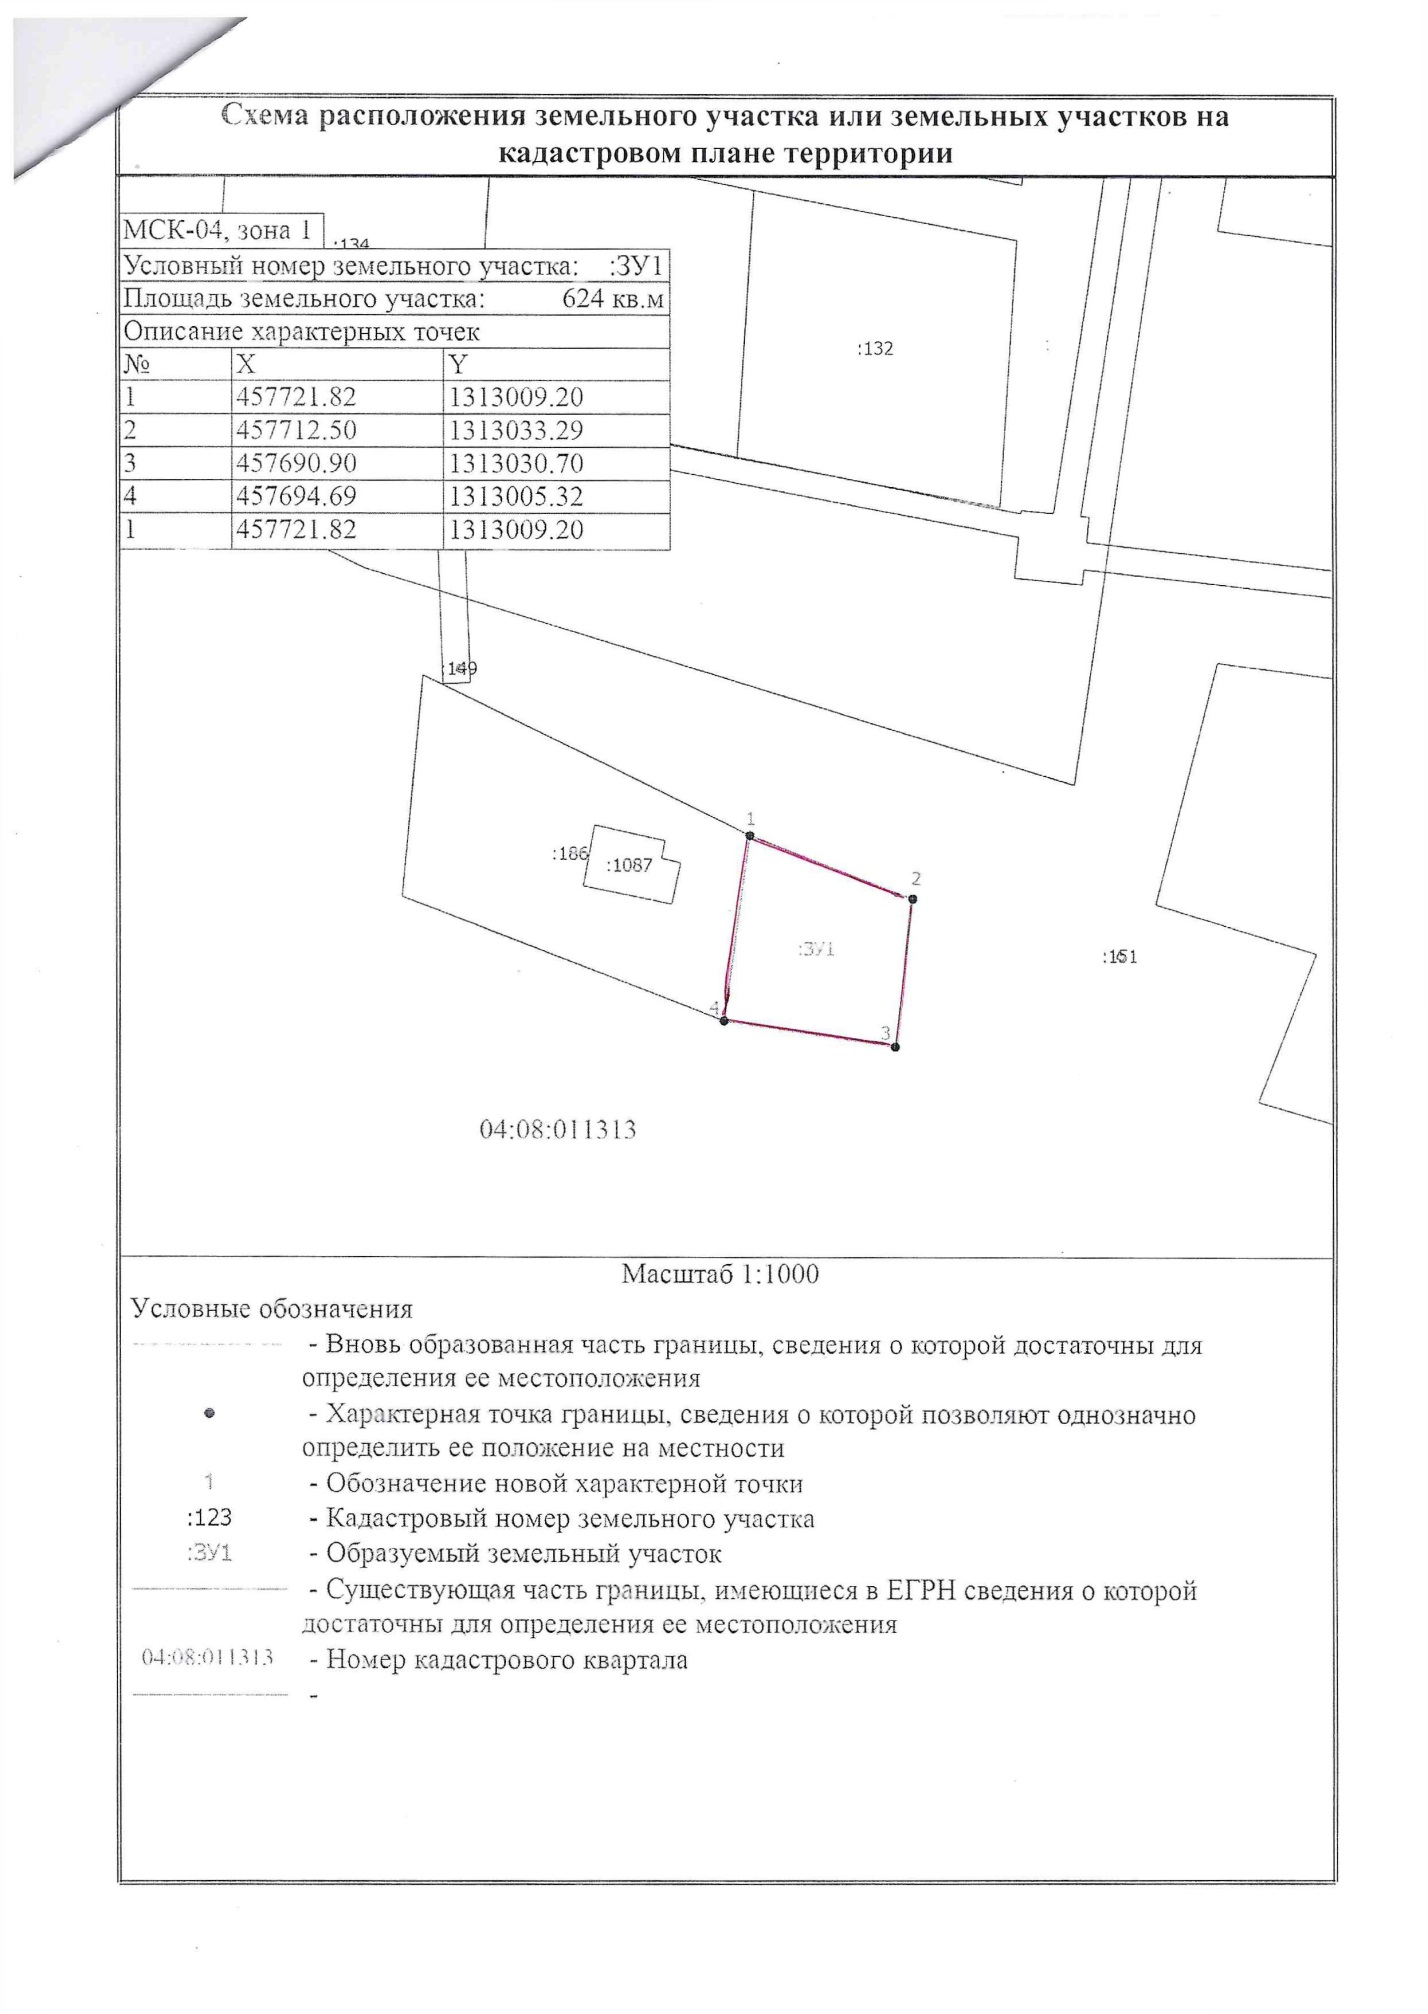 Схема расположения земельного участка или земельных участков на
кадастровом плане территории
МСК-04, зона 1
:134
Условный номер земельного участка: :ЗУ1
Площадь земельного участка: 624 кв.м
Описание характерных точек
№ X Y
1 457721.82 1313009.20
2 457712.50 1313033.29
3 457690.90 1313030.70
4 457694.69 1313005.32
1 457721.82 1313009.20
:132
1
:186
:1087
2
:ЗУ1
4
3
04:08:011313
Масштаб 1:1000
Условные обозначения
- Вновь образованная часть границы, сведения о которой достаточны для
определения ее местоположения
- Характерная точка границы, сведения о которой позволяют однозначно
определить ее положение на местности
1 - Обозначение новой характерной точки
:123 - Кадастровый номер земельного участка
:ЗУ1 - Образуемый земельный участок
- Существующая часть границы, имеющиеся в ЕГРН сведения о которой
достаточны для определения ее местоположения
04:08:011313 - Номер кадастрового квартала
-